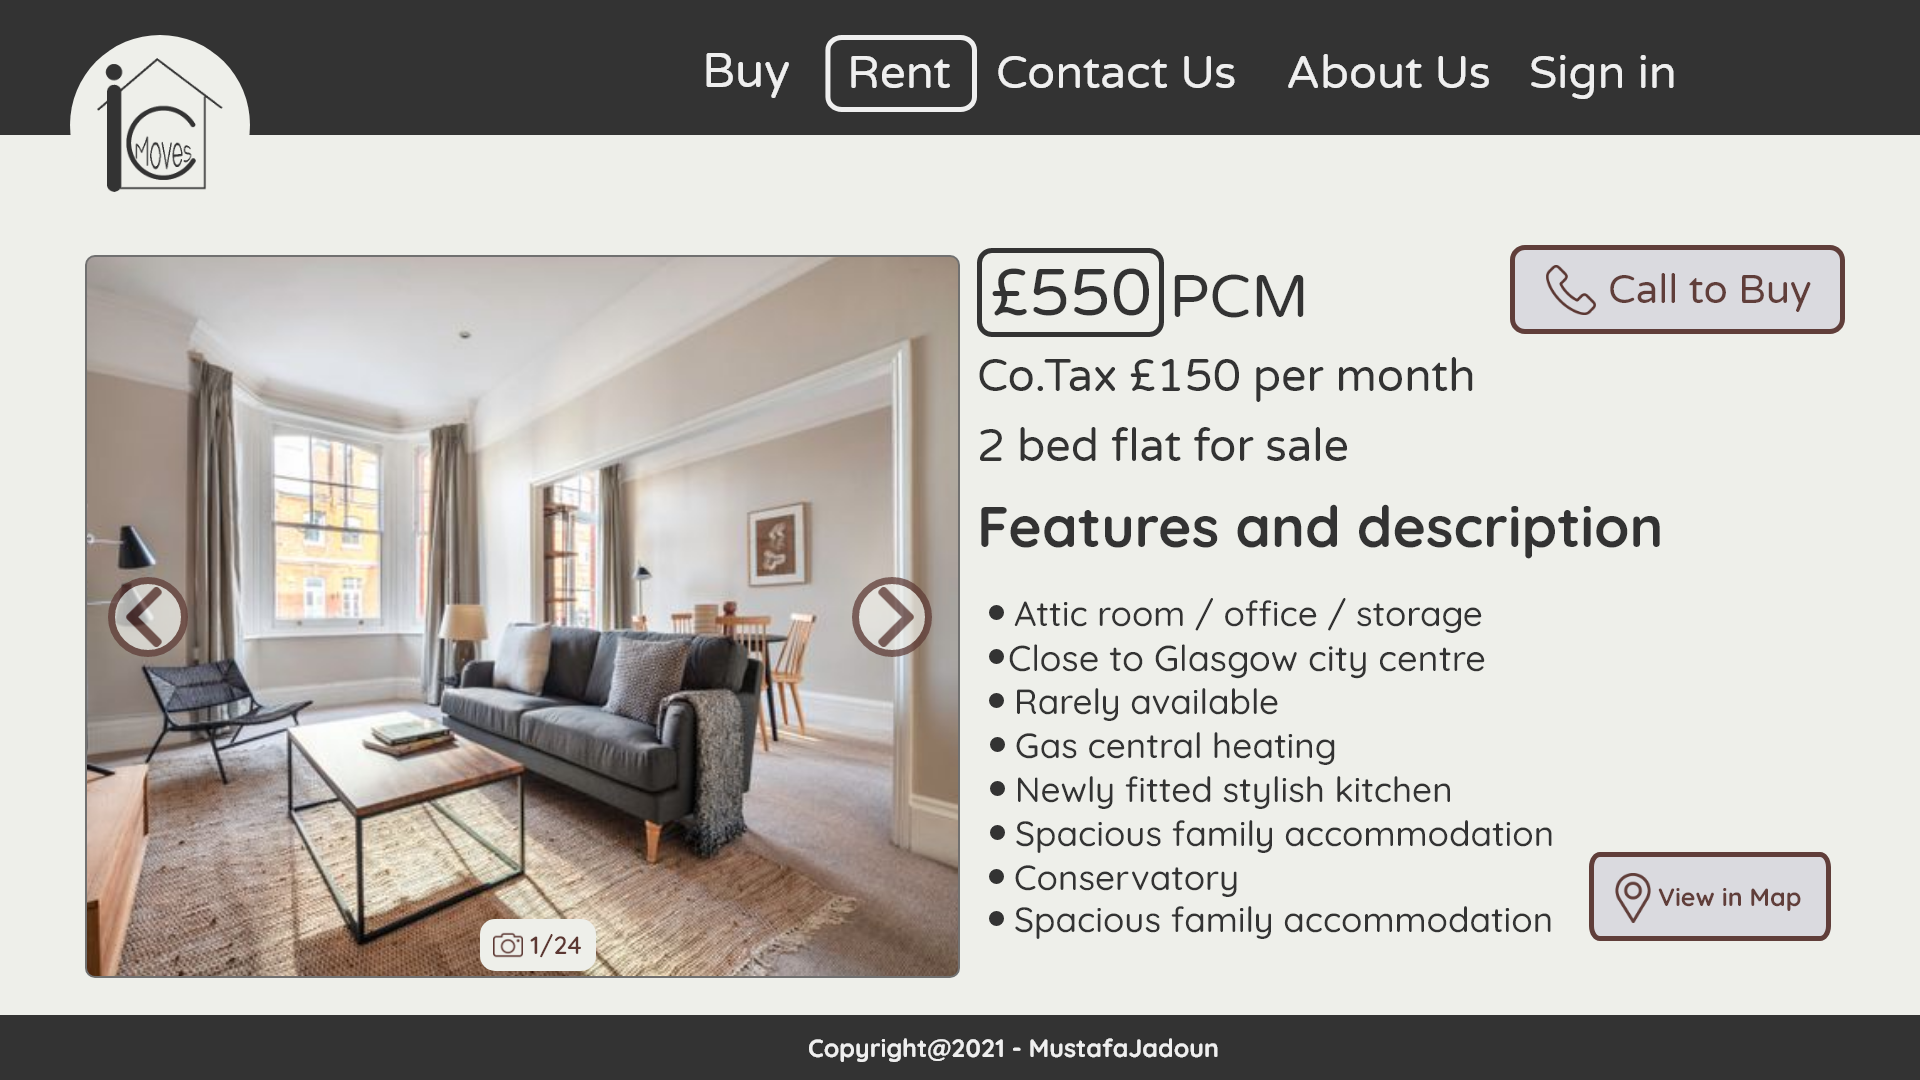 Buy Rent Contact Us About Us Sign in
i C Moves
£550 PCM
Call to Buy
Co.Tax £150 per month
2 bed flat for sale
Features and description
• Attic room / office / storage
•Close to Glasgow city centre
• Rarely available
• Gas central heating
• Newly fitted stylish kitchen
• Spacious family accommodation
• Conservatory
• Spacious family accommodation
View in Map
1/24
Copyright@2021 - MustafaJadoun